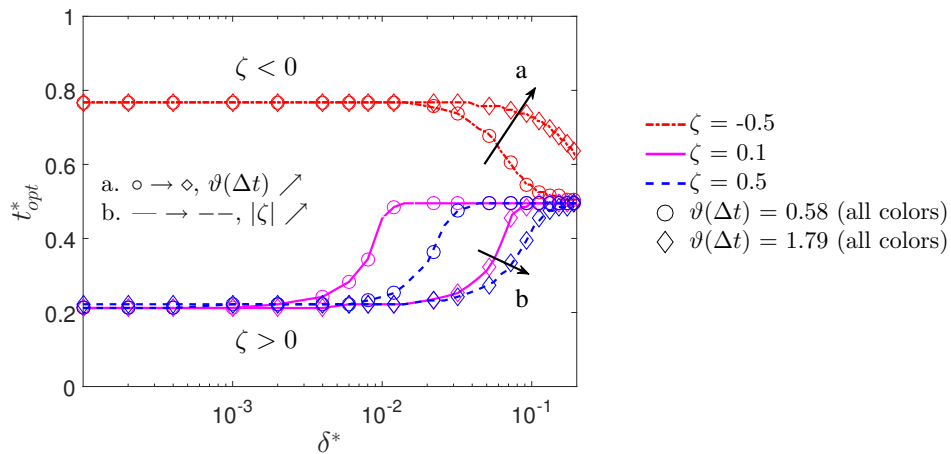 1
0.8
0.6
0.4
0.2
0
t*opt
ζ < 0
a
a. ○ → ◇, ϑ(Δt) ↗
b. — → −−, |ζ| ↗
b
ζ > 0
10⁻³
10⁻²
10⁻¹
δ*
ζ = -0.5
ζ = 0.1
ζ = 0.5
ϑ(Δt) = 0.58 (all colors)
ϑ(Δt) = 1.79 (all colors)